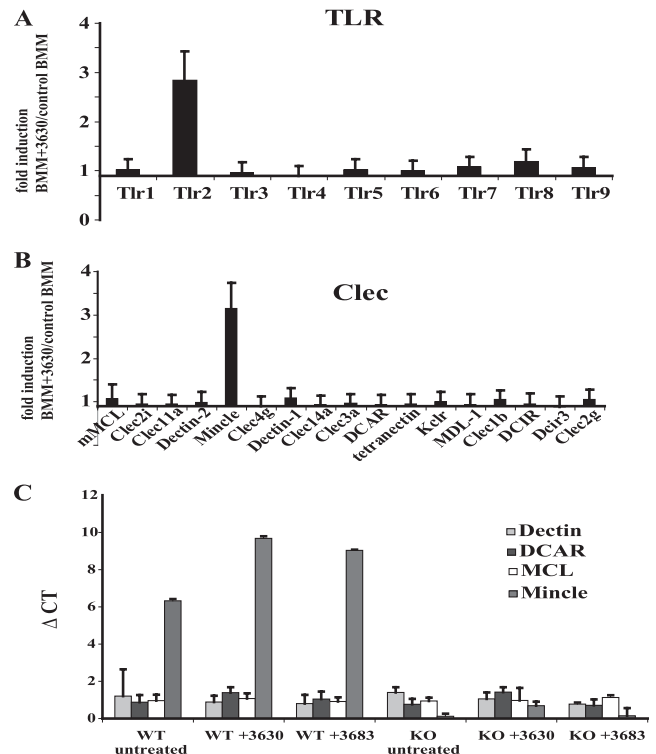 A
TLR
fold induction
BMM+3630/control BMM
4
3
2
1
0
Tlr1 Tlr2 Tlr3 Tlr4 Tlr5 Tlr6 Tlr7 Tlr8 Tlr9
B
Clec
fold induction
BMM+3630/control BMM
4
3
2
1
mMCL Clec2i Clec11a Dectin-2 Mincle Clec4g Dectin-1 Clec14a Clec3a DCAR tetranectin Kclr MDL-1 Clec1b DCIR Dcir3 Clec2g
C
Δ CT
12
10
8
6
4
2
0
Dectin
DCAR
MCL
Mincle
WT untreated
WT +3630
WT +3683
KO untreated
KO +3630
KO +3683